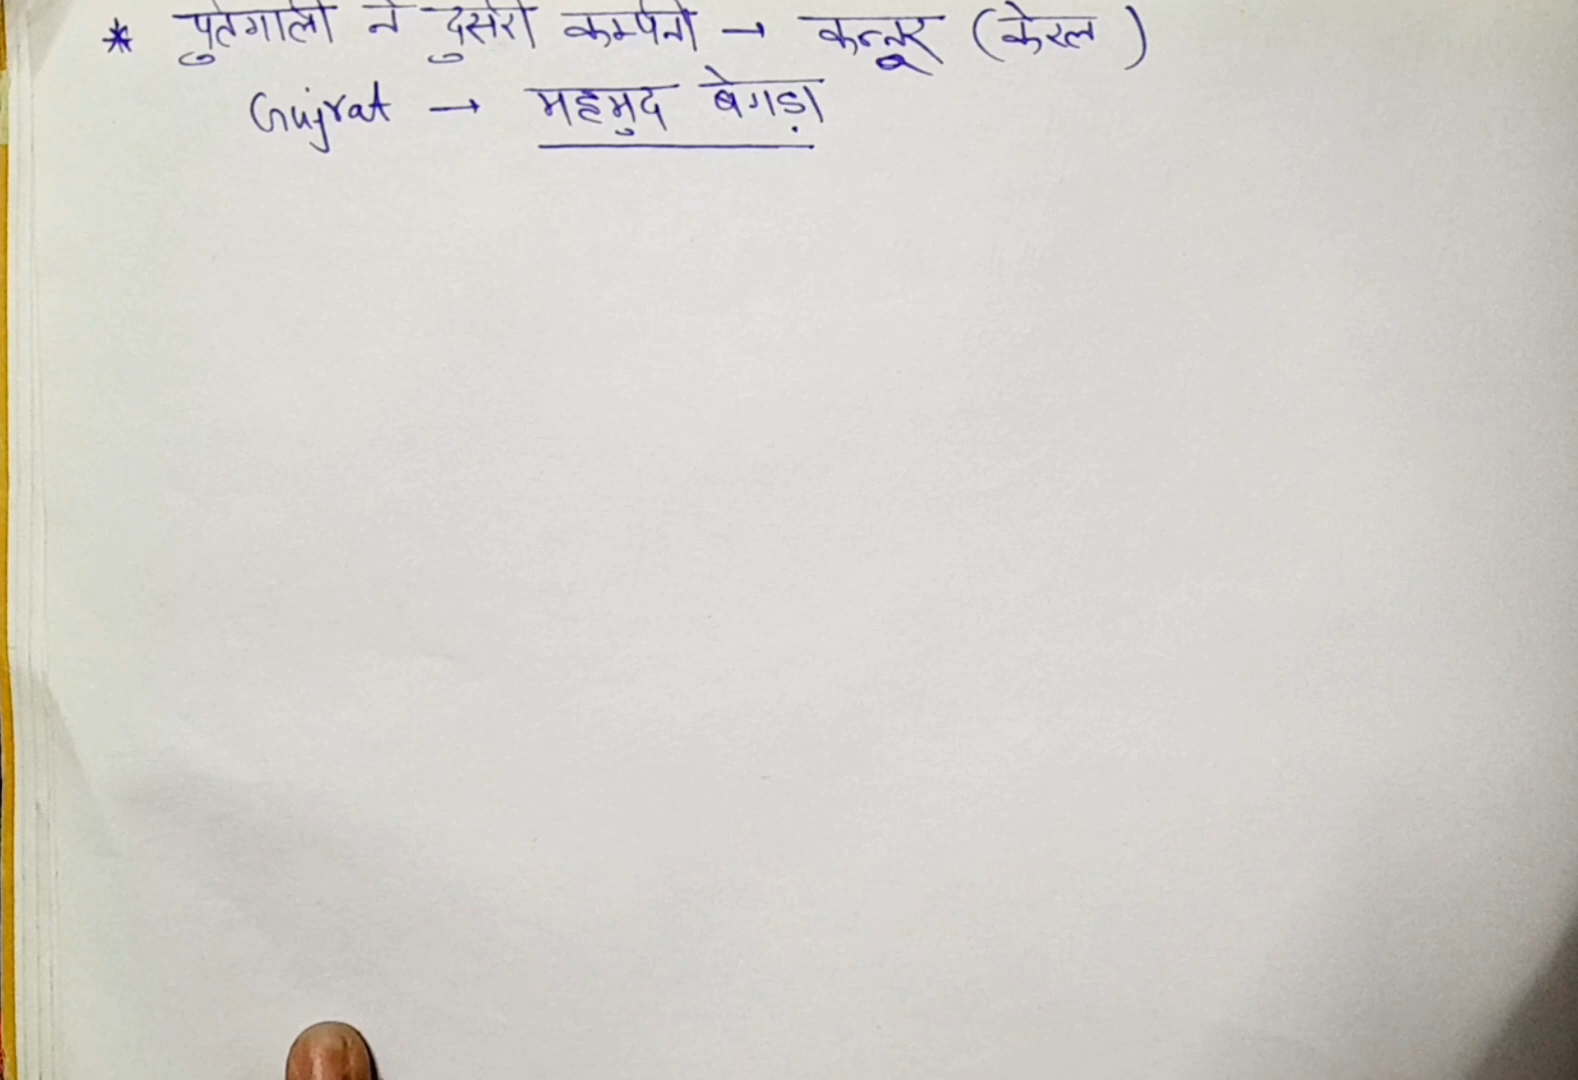 * पुर्तगाली ने दुसरी कम्पनी → कन्नूर (केरल)
Gujrat → महमुद बेगड़ा